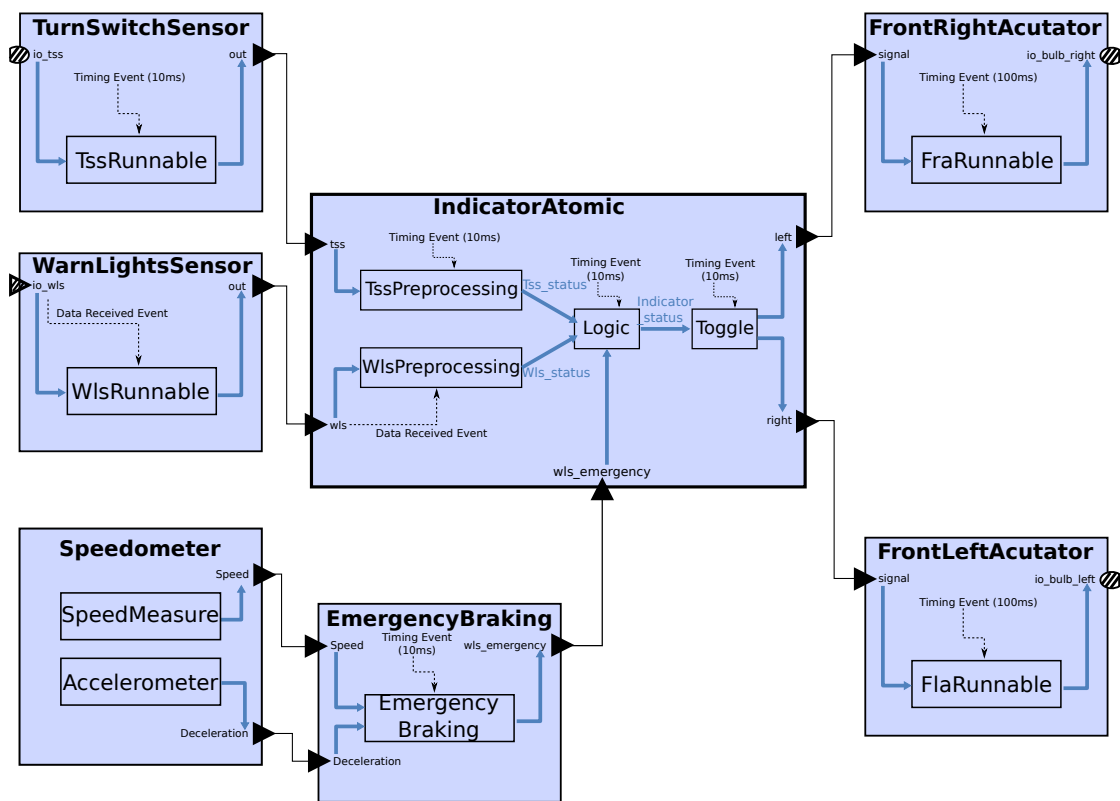 TurnSwitchSensor
io_tss
out
Timing Event (10ms)
TssRunnable
WarnLightsSensor
io_wls
out
Data Received Event
WlsRunnable
Speedometer
Speed
SpeedMeasure
Accelerometer
Deceleration
EmergencyBraking
Speed
Timing Event
(10ms)
wls_emergency
Emergency
Braking
Deceleration
IndicatorAtomic
tss
Timing Event (10ms)
TssPreprocessing
Tss_status
WlsPreprocessing
Wls_status
wls
Data Received Event
Timing Event
(10ms)
Logic
Indicator
_status
Timing Event
(10ms)
Toggle
left
right
wls_emergency
FrontRightAcutator
signal
io_bulb_right
Timing Event (100ms)
FraRunnable
FrontLeftAcutator
signal
io_bulb_left
Timing Event (100ms)
FlaRunnable